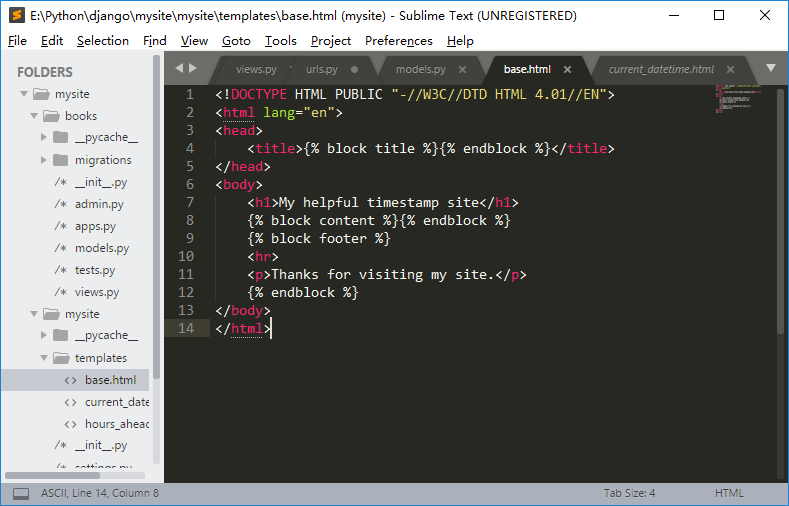 E:\Python\django\mysite\mysite\templates\base.html (mysite) - Sublime Text (UNREGISTERED)
File Edit Selection Find View Goto Tools Project Preferences Help
FOLDERS
mysite
books
__pycache__
migrations
/* __init__.py
/* admin.py
/* apps.py
/* models.py
/* tests.py
/* views.py
mysite
__pycache__
templates
<> base.html
<> current_date
<> hours_ahead
/* __init__.py
/* settings.py
views.py urls.py models.py base.html current_datetime.html
1 <!DOCTYPE HTML PUBLIC "-//W3C//DTD HTML 4.01//EN">
2 <html lang="en">
3 <head>
4 <title>{% block title %}{% endblock %}</title>
5 </head>
6 <body>
7 <h1>My helpful timestamp site</h1>
8 {% block content %}{% endblock %}
9 {% block footer %}
10 <hr>
11 <p>Thanks for visiting my site.</p>
12 {% endblock %}
13 </body>
14 </html>
ASCII, Line 14, Column 8 Tab Size: 4 HTML